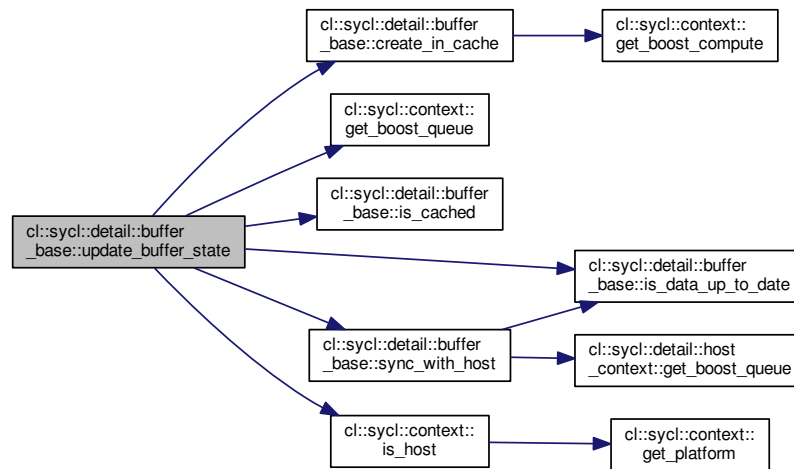 cl::sycl::detail::buffer
_base::create_in_cache
cl::sycl::context::
get_boost_compute
cl::sycl::context::
get_boost_queue
cl::sycl::detail::buffer
_base::is_cached
cl::sycl::detail::buffer
_base::update_buffer_state
cl::sycl::detail::buffer
_base::is_data_up_to_date
cl::sycl::detail::buffer
_base::sync_with_host
cl::sycl::detail::host
_context::get_boost_queue
cl::sycl::context::
is_host
cl::sycl::context::
get_platform